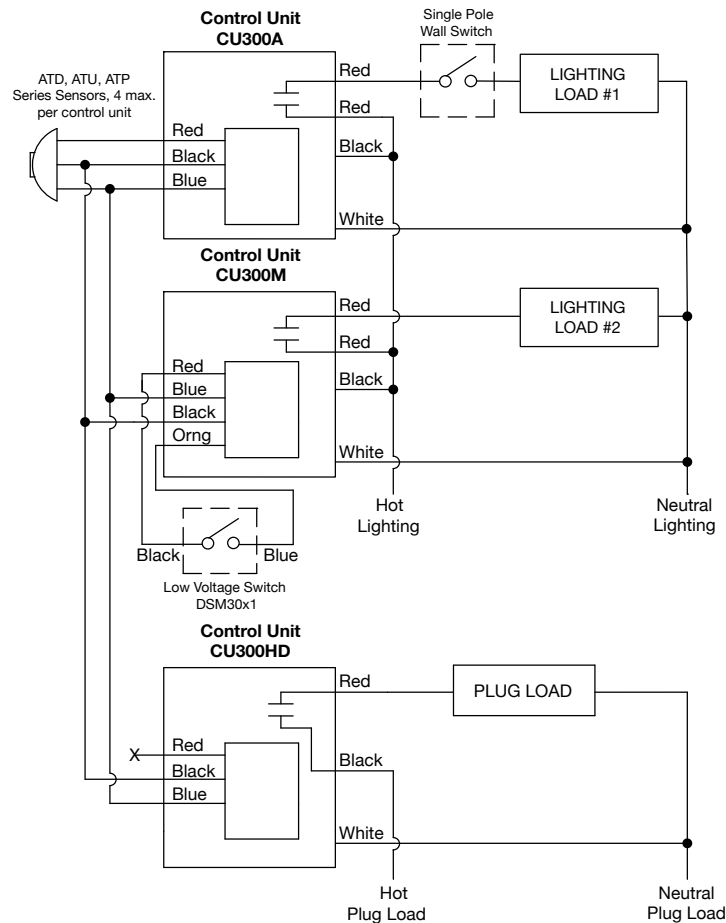 Control Unit
CU300A
Single Pole
Wall Switch
ATD, ATU, ATP
Series Sensors, 4 max.
per control unit
Red
LIGHTING
LOAD #1
Red
Red
Black
Black
Blue
White
Control Unit
CU300M
Red
LIGHTING
LOAD #2
Red
Red
Black
Blue
Black
Orng
White
Hot
Lighting
Neutral
Lighting
Black
Blue
Low Voltage Switch
DSM30x1
Control Unit
CU300HD
Red
PLUG LOAD
X
Red
Black
Black
Blue
White
Hot
Plug Load
Neutral
Plug Load